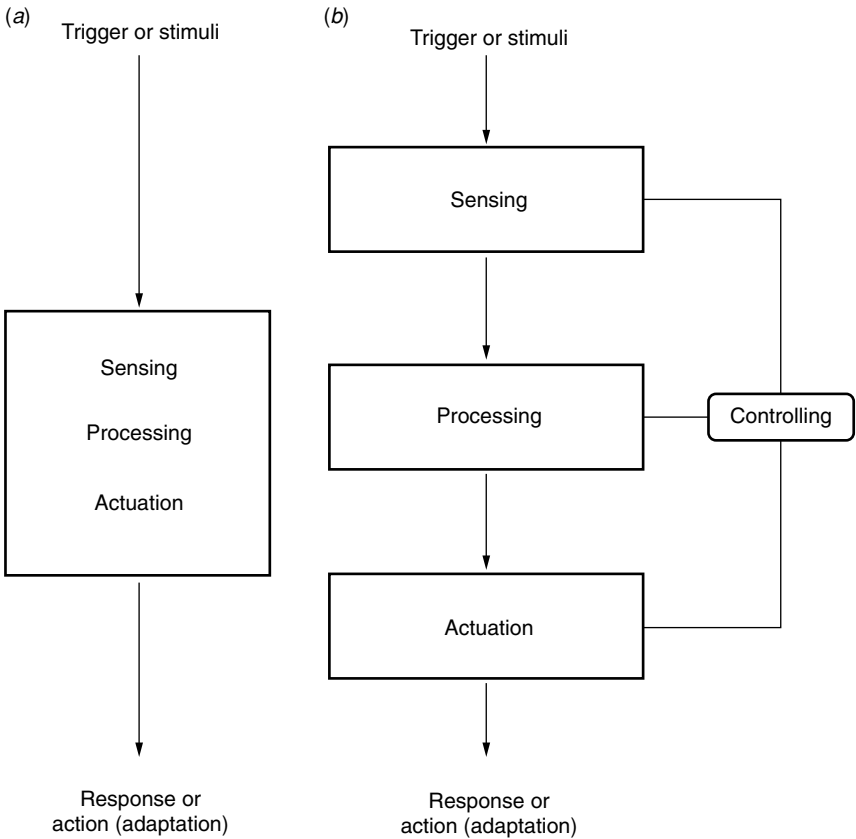 (a)
Trigger or stimuli
Sensing
Processing
Actuation
Response or
action (adaptation)
(b)
Trigger or stimuli
Sensing
Processing
Controlling
Actuation
Response or
action (adaptation)